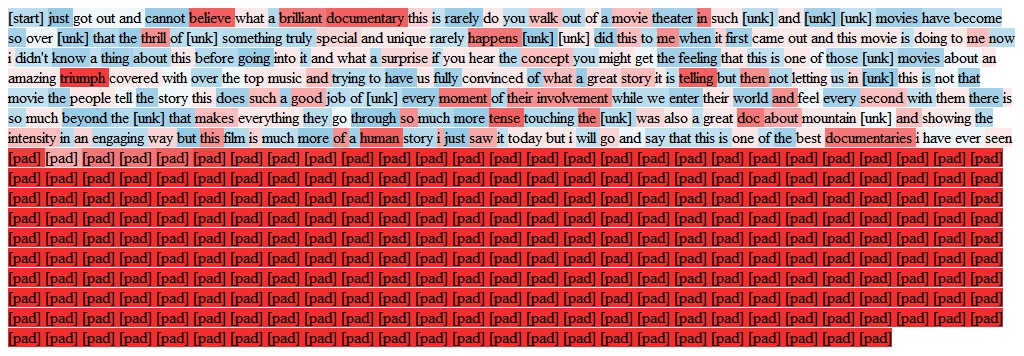 [start] just got out and cannot believe what a brilliant documentary this is rarely do you walk out of a movie theater in such [unk] and [unk] [unk] movies have become
so over [unk] that the thrill of [unk] something truly special and unique rarely happens [unk] [unk] did this to me when it first came out and this movie is doing to me now
i didn't know a thing about this before going into it and what a surprise if you hear the concept you might get the feeling that this is one of those [unk] movies about an
amazing triumph covered with over the top music and trying to have us fully convinced of what a great story it is telling but then not letting us in [unk] this is not that
movie the people tell the story this does such a good job of [unk] every moment of their involvement while we enter their world and feel every second with them there is
so much beyond the [unk] that makes everything they go through so much more tense touching the [unk] was also a great doc about mountain [unk] and showing the
intensity in an engaging way but this film is much more of a human story i just saw it today but i will go and say that this is one of the best documentaries i have ever seen
[pad] [pad] [pad] [pad] [pad] [pad] [pad] [pad] [pad] [pad] [pad] [pad] [pad] [pad] [pad] [pad] [pad] [pad] [pad] [pad] [pad] [pad] [pad] [pad] [pad] [pad] [pad]
[pad] [pad] [pad] [pad] [pad] [pad] [pad] [pad] [pad] [pad] [pad] [pad] [pad] [pad] [pad] [pad] [pad] [pad] [pad] [pad] [pad] [pad] [pad] [pad] [pad] [pad] [pad]
[pad] [pad] [pad] [pad] [pad] [pad] [pad] [pad] [pad] [pad] [pad] [pad] [pad] [pad] [pad] [pad] [pad] [pad] [pad] [pad] [pad] [pad] [pad] [pad] [pad] [pad] [pad]
[pad] [pad] [pad] [pad] [pad] [pad] [pad] [pad] [pad] [pad] [pad] [pad] [pad] [pad] [pad] [pad] [pad] [pad] [pad] [pad] [pad] [pad] [pad] [pad] [pad] [pad] [pad]
[pad] [pad] [pad] [pad] [pad] [pad] [pad] [pad] [pad] [pad] [pad] [pad] [pad] [pad] [pad] [pad] [pad] [pad] [pad] [pad] [pad] [pad] [pad] [pad] [pad] [pad] [pad]
[pad] [pad] [pad] [pad] [pad] [pad] [pad] [pad] [pad] [pad] [pad] [pad] [pad] [pad] [pad] [pad] [pad] [pad] [pad] [pad] [pad] [pad] [pad] [pad] [pad] [pad] [pad]
[pad] [pad] [pad] [pad] [pad] [pad] [pad] [pad] [pad] [pad] [pad] [pad] [pad] [pad] [pad] [pad] [pad] [pad] [pad] [pad] [pad] [pad] [pad] [pad] [pad] [pad] [pad]
[pad] [pad] [pad] [pad] [pad] [pad] [pad] [pad] [pad] [pad] [pad] [pad] [pad] [pad] [pad] [pad] [pad] [pad] [pad] [pad] [pad] [pad] [pad] [pad] [pad] [pad] [pad]
[pad] [pad] [pad] [pad] [pad] [pad] [pad] [pad] [pad] [pad] [pad] [pad] [pad] [pad] [pad] [pad] [pad] [pad] [pad] [pad] [pad] [pad] [pad] [pad] [pad] [pad] [pad]
[pad] [pad] [pad] [pad] [pad] [pad] [pad] [pad] [pad] [pad] [pad] [pad] [pad] [pad] [pad] [pad] [pad] [pad] [pad] [pad] [pad] [pad] [pad] [pad]